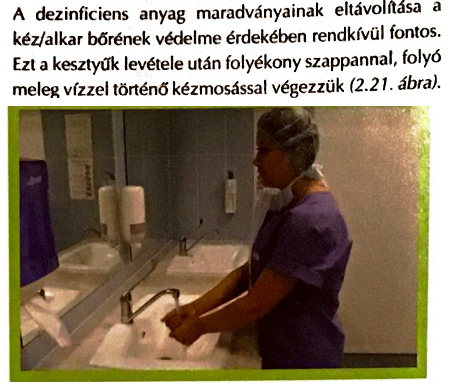 A dezinficiens anyag maradványainak eltávolítása a
kéz/alkar bőrének védelme érdekében rendkívül fontos.
Ezt a kesztyűk levétele után folyékony szappannal, folyó
meleg vízzel történő kézmosással végezzük (2.21. ábra).